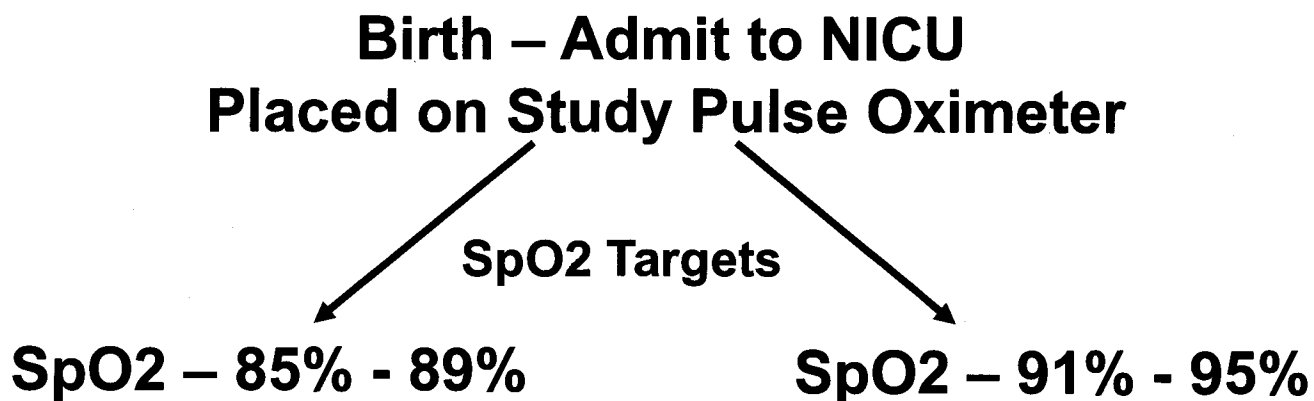 Birth – Admit to NICU
Placed on Study Pulse Oximeter
SpO2 Targets
SpO2 – 85% - 89%
SpO2 – 91% - 95%